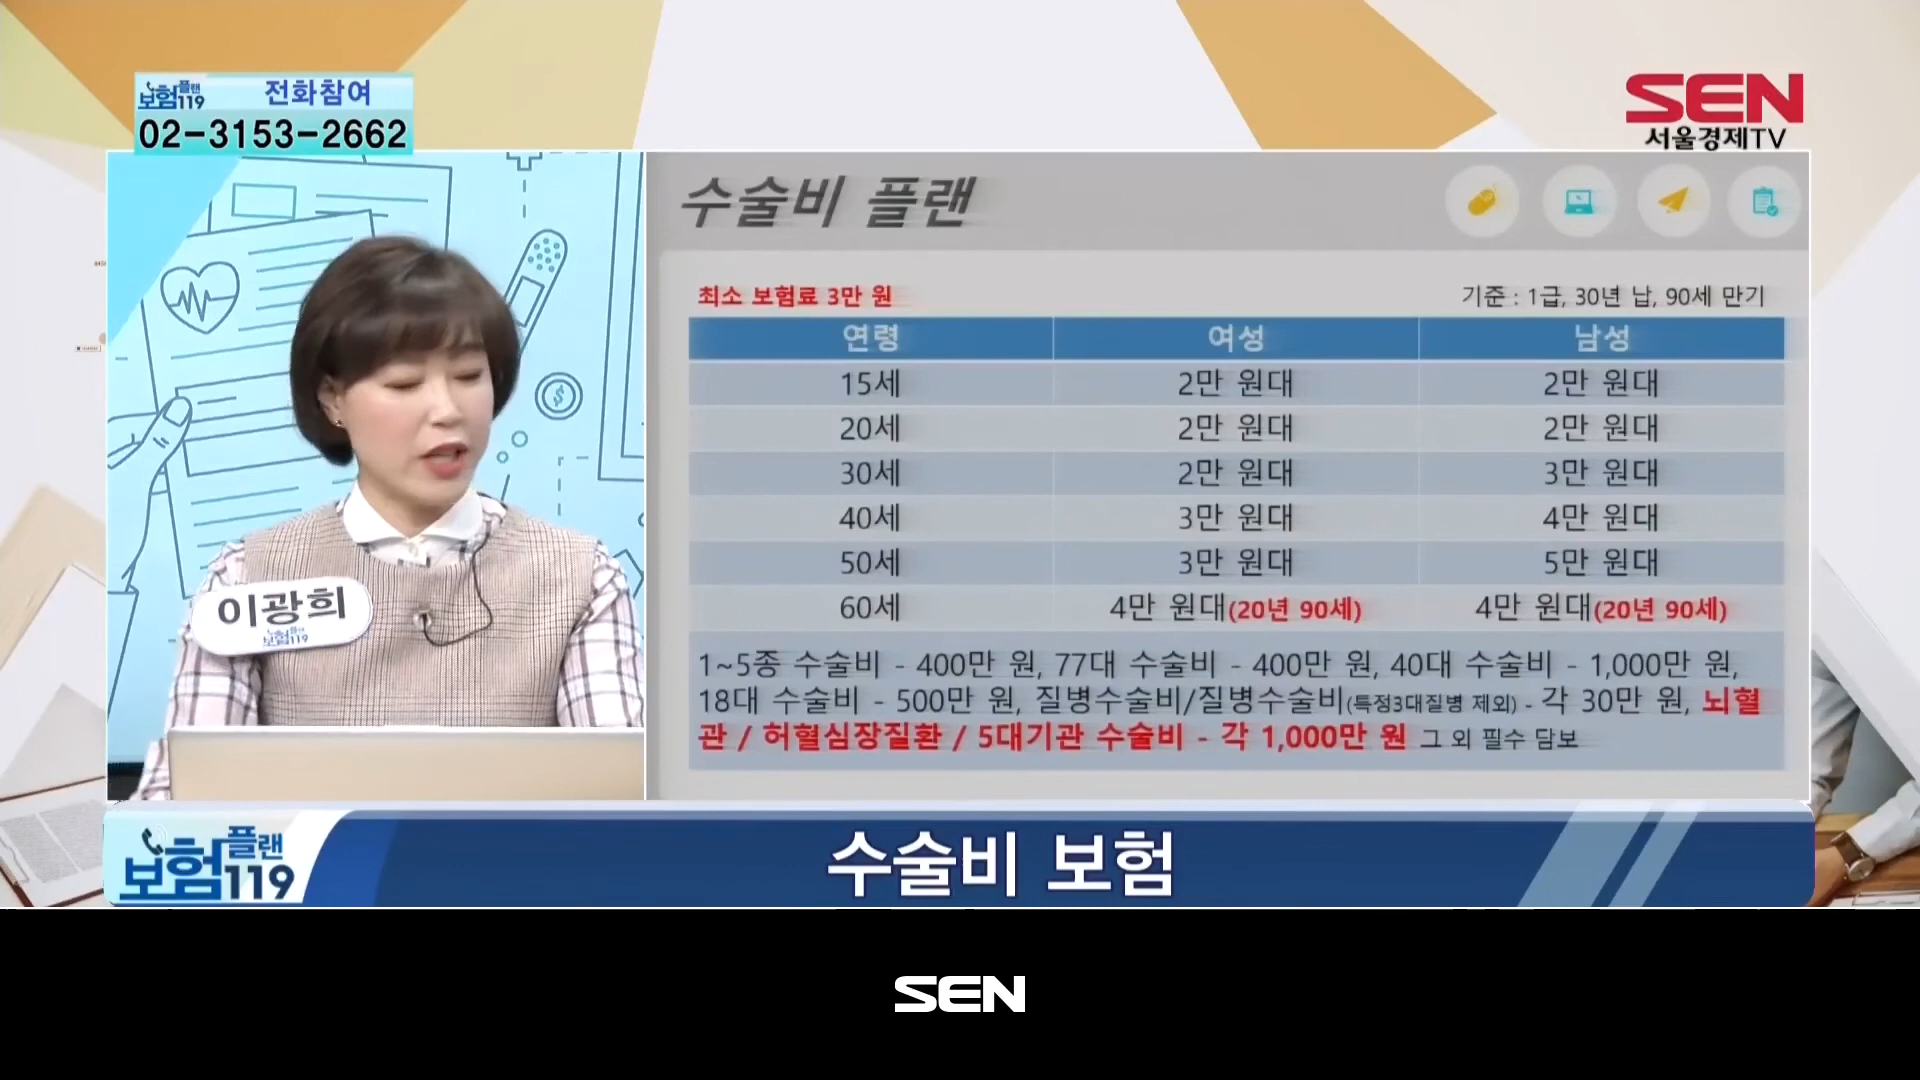 보험플랜119 전화참여
02-3153-2662
SEN
서울경제TV
수술비 플랜
최소 보험료 3만 원
기준 : 1급, 30년 납, 90세 만기
연령 여성 남성
15세 2만 원대 2만 원대
20세 2만 원대 2만 원대
30세 2만 원대 3만 원대
40세 3만 원대 4만 원대
50세 3만 원대 5만 원대
60세 4만 원대(20년 90세) 4만 원대(20년 90세)
1~5종 수술비 - 400만 원, 77대 수술비 - 400만 원, 40대 수술비 - 1,000만 원,
18대 수술비 - 500만 원, 질병수술비/질병수술비(특정3대질병 제외) - 각 30만 원, 뇌혈
관 / 허혈심장질환 / 5대기관 수술비 - 각 1,000만 원 그 외 필수 담보
이광희
보험플랜119
보험플랜119
수술비 보험
SEN